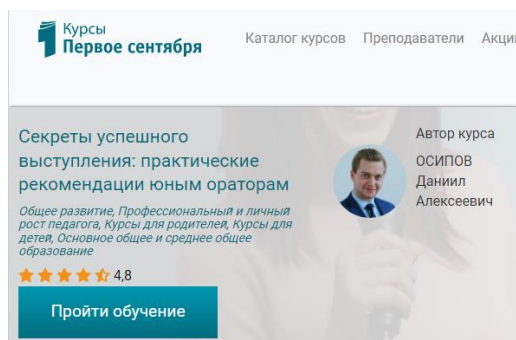 Курсы
Первое сентября
Каталог курсов Преподаватели Акци
Секреты успешного
выступления: практические
рекомендации юным ораторам
Общее развитие, Профессиональный и личный
рост педагога, Курсы для родителей, Курсы для
детей, Основное общее и среднее общее
образование
4,8
Пройти обучение
Автор курса
ОСИПОВ
Даниил
Алексеевич